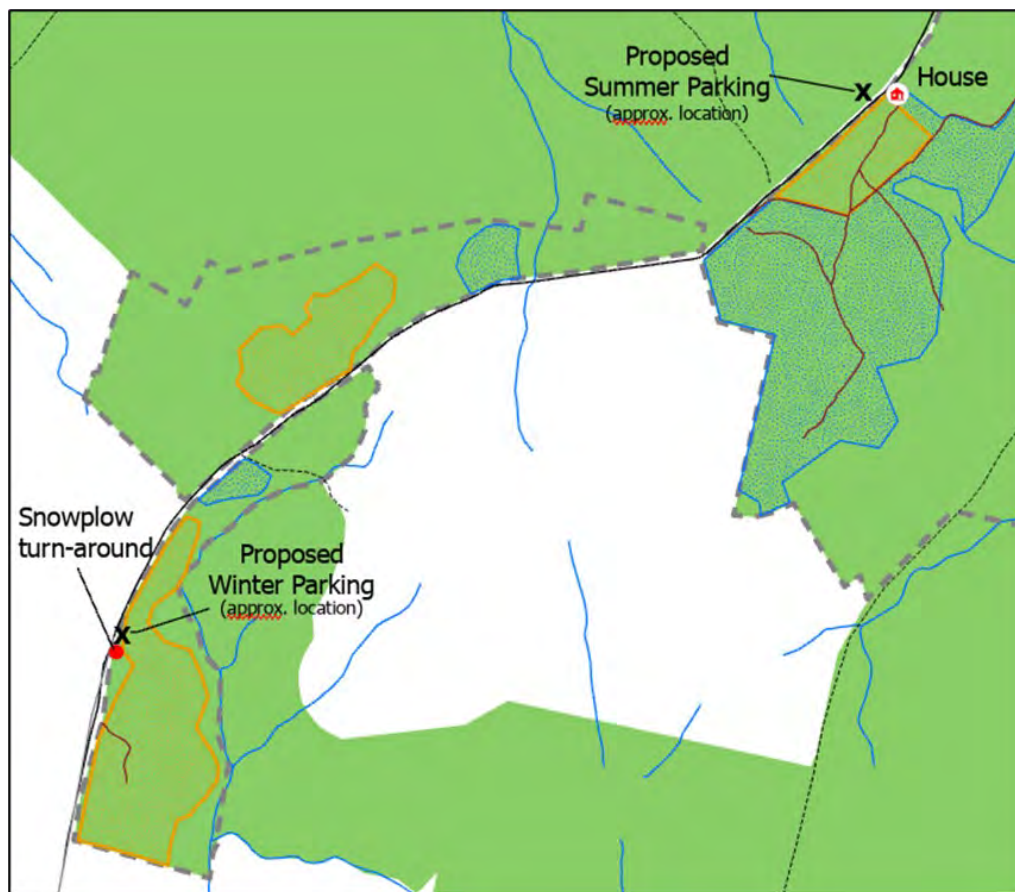 Proposed
Summer Parking
(approx. location)
House
Snowplow
turn-around
Proposed
Winter Parking
(approx. location)